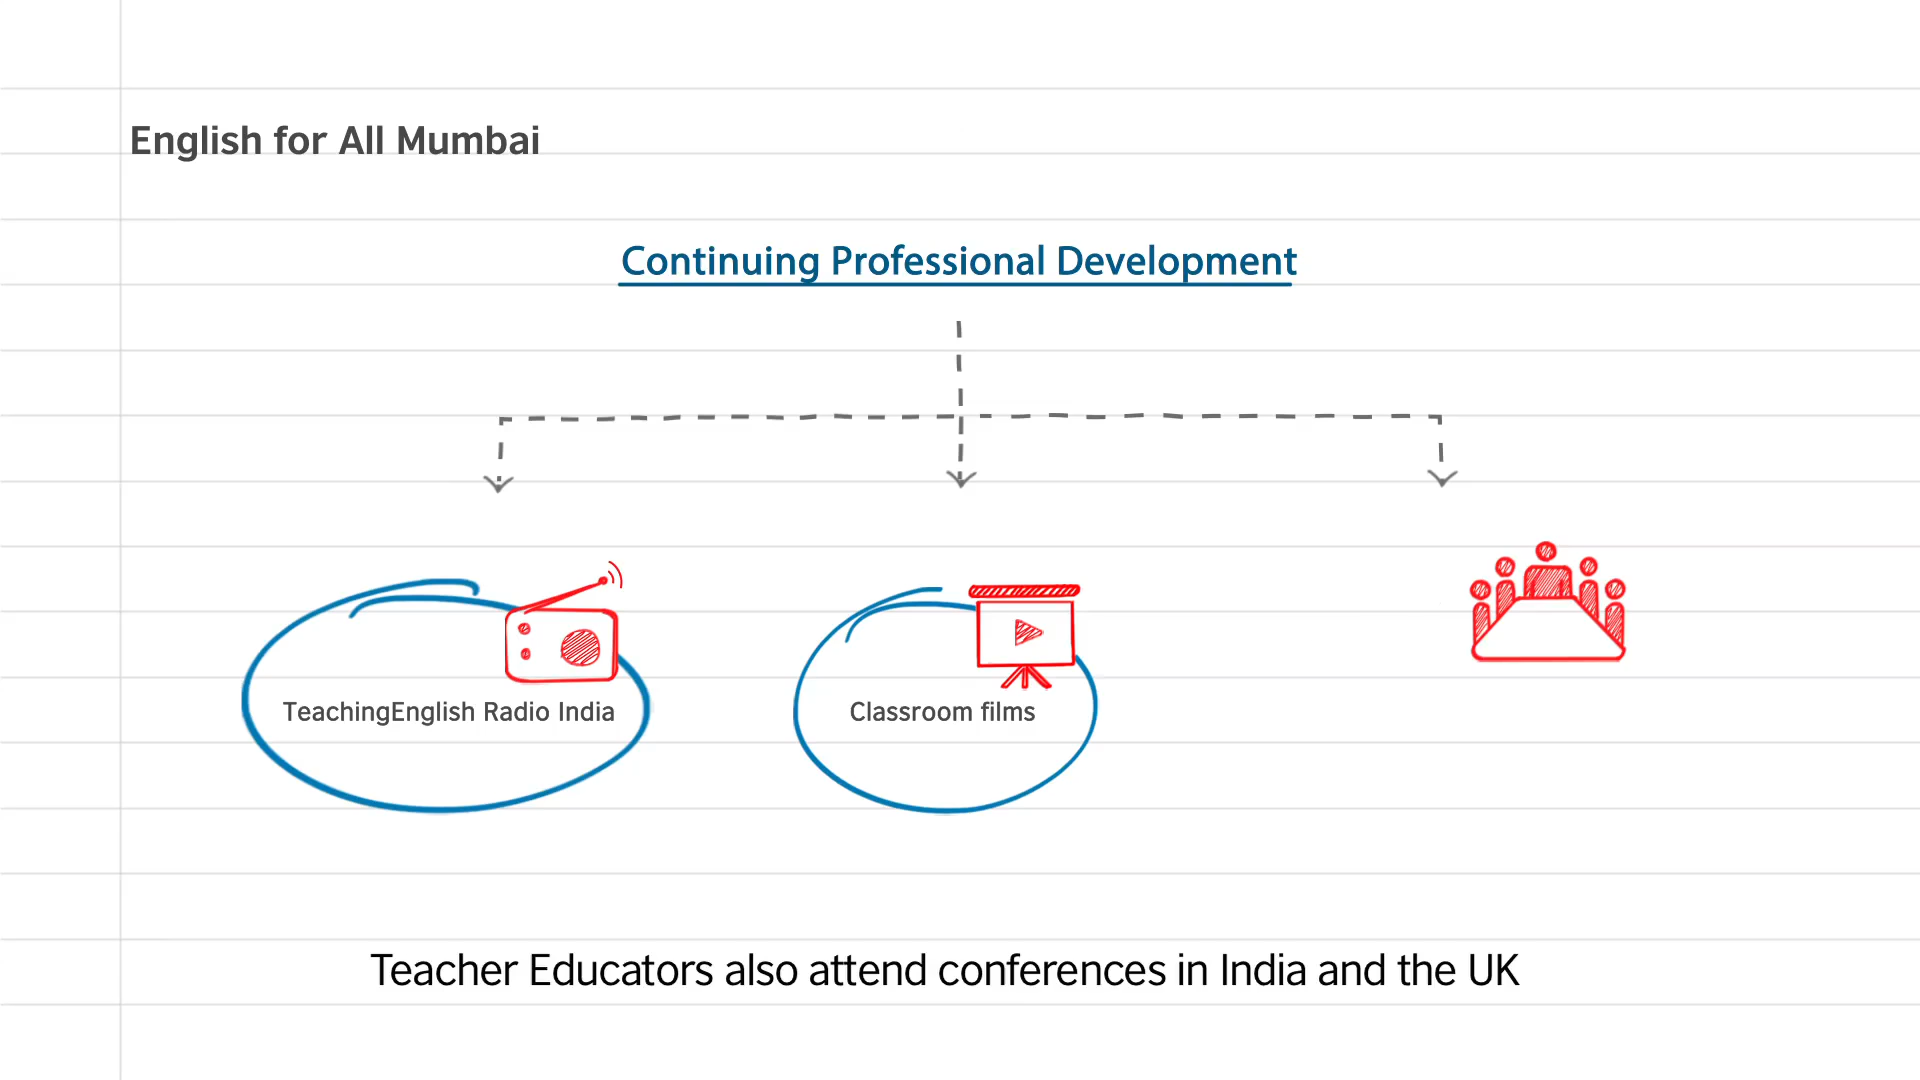 English for All Mumbai
Continuing Professional Development
TeachingEnglish Radio India
Classroom films
Teacher Educators also attend conferences in India and the UK